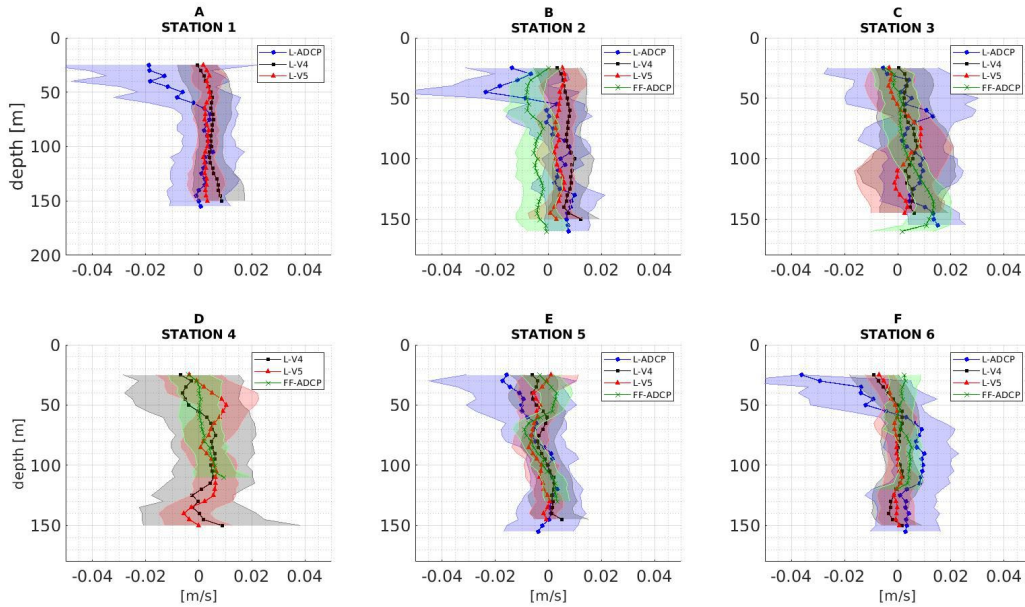 A
STATION 1
0
50
100
150
200
depth [m]
-0.04 -0.02 0 0.02 0.04
L-ADCP
L-V4
L-V5
B
STATION 2
0
50
100
150
-0.04 -0.02 0 0.02 0.04
L-ADCP
L-V4
L-V5
FF-ADCP
C
STATION 3
0
50
100
150
-0.04 -0.02 0 0.02 0.04
L-ADCP
L-V4
L-V5
FF-ADCP
D
STATION 4
0
50
100
150
depth [m]
-0.04 -0.02 0 0.02 0.04
[m/s]
L-V4
L-V5
FF-ADCP
E
STATION 5
0
50
100
150
-0.04 -0.02 0 0.02 0.04
[m/s]
L-ADCP
L-V4
L-V5
FF-ADCP
F
STATION 6
0
50
100
150
-0.04 -0.02 0 0.02 0.04
[m/s]
L-ADCP
L-V4
L-V5
FF-ADCP